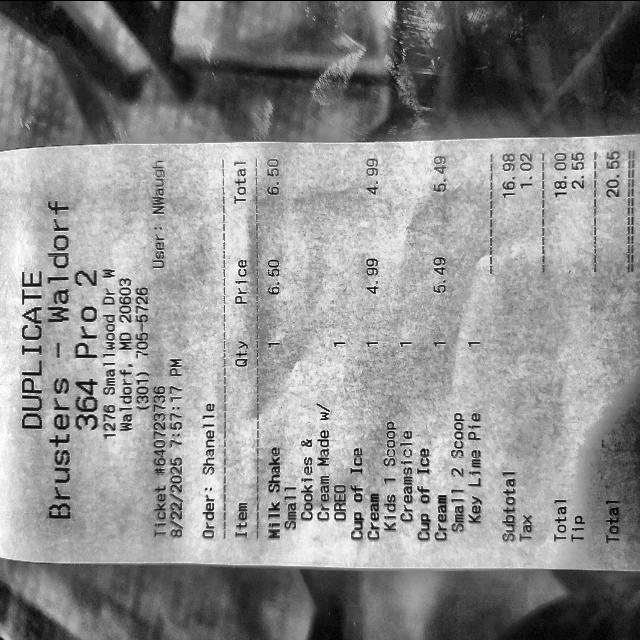 DUPLICATE
Brusters - Waldorf
364 Pro 2
1276 Smallwood Dr W
Waldorf, MD 20603
(301) 705-5726
Ticket #640723736 User: NWaugh
8/22/2025 7:57:17 PM
Order: Shanelle
Item Qty Price Total
Milk Shake 1 6.50 6.50
Small
Cookies &
Cream-Made w/ 1
OREO
Cup of Ice
Cream 1 4.99 4.99
Kids 1 Scoop
Creamsicle 1
Cup of Ice
Cream 1 5.49 5.49
Small 2 Scoop
Key Lime Pie 1
Subtotal 16.98
Tax 1.02
Total 18.00
Tip 2.55
Total 20.55